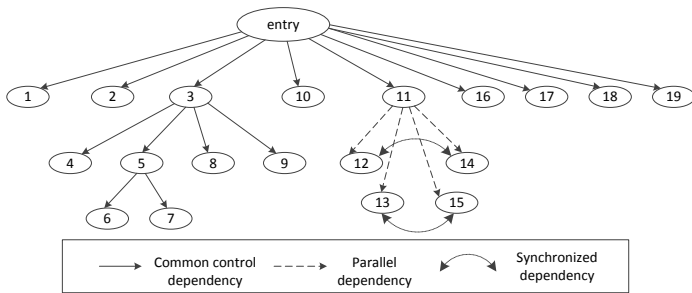 entry
1 2 3 10 11 16 17 18 19
4 5 8 9 12 14
6 7 13 15
Common control dependency
Parallel dependency
Synchronized dependency